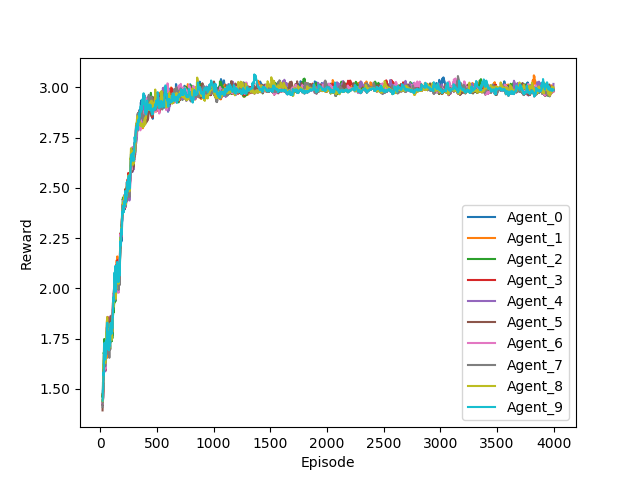 3.00
2.75
2.50
2.25
2.00
1.75
1.50
Reward
Agent_0
Agent_1
Agent_2
Agent_3
Agent_4
Agent_5
Agent_6
Agent_7
Agent_8
Agent_9
0 500 1000 1500 2000 2500 3000 3500 4000
Episode